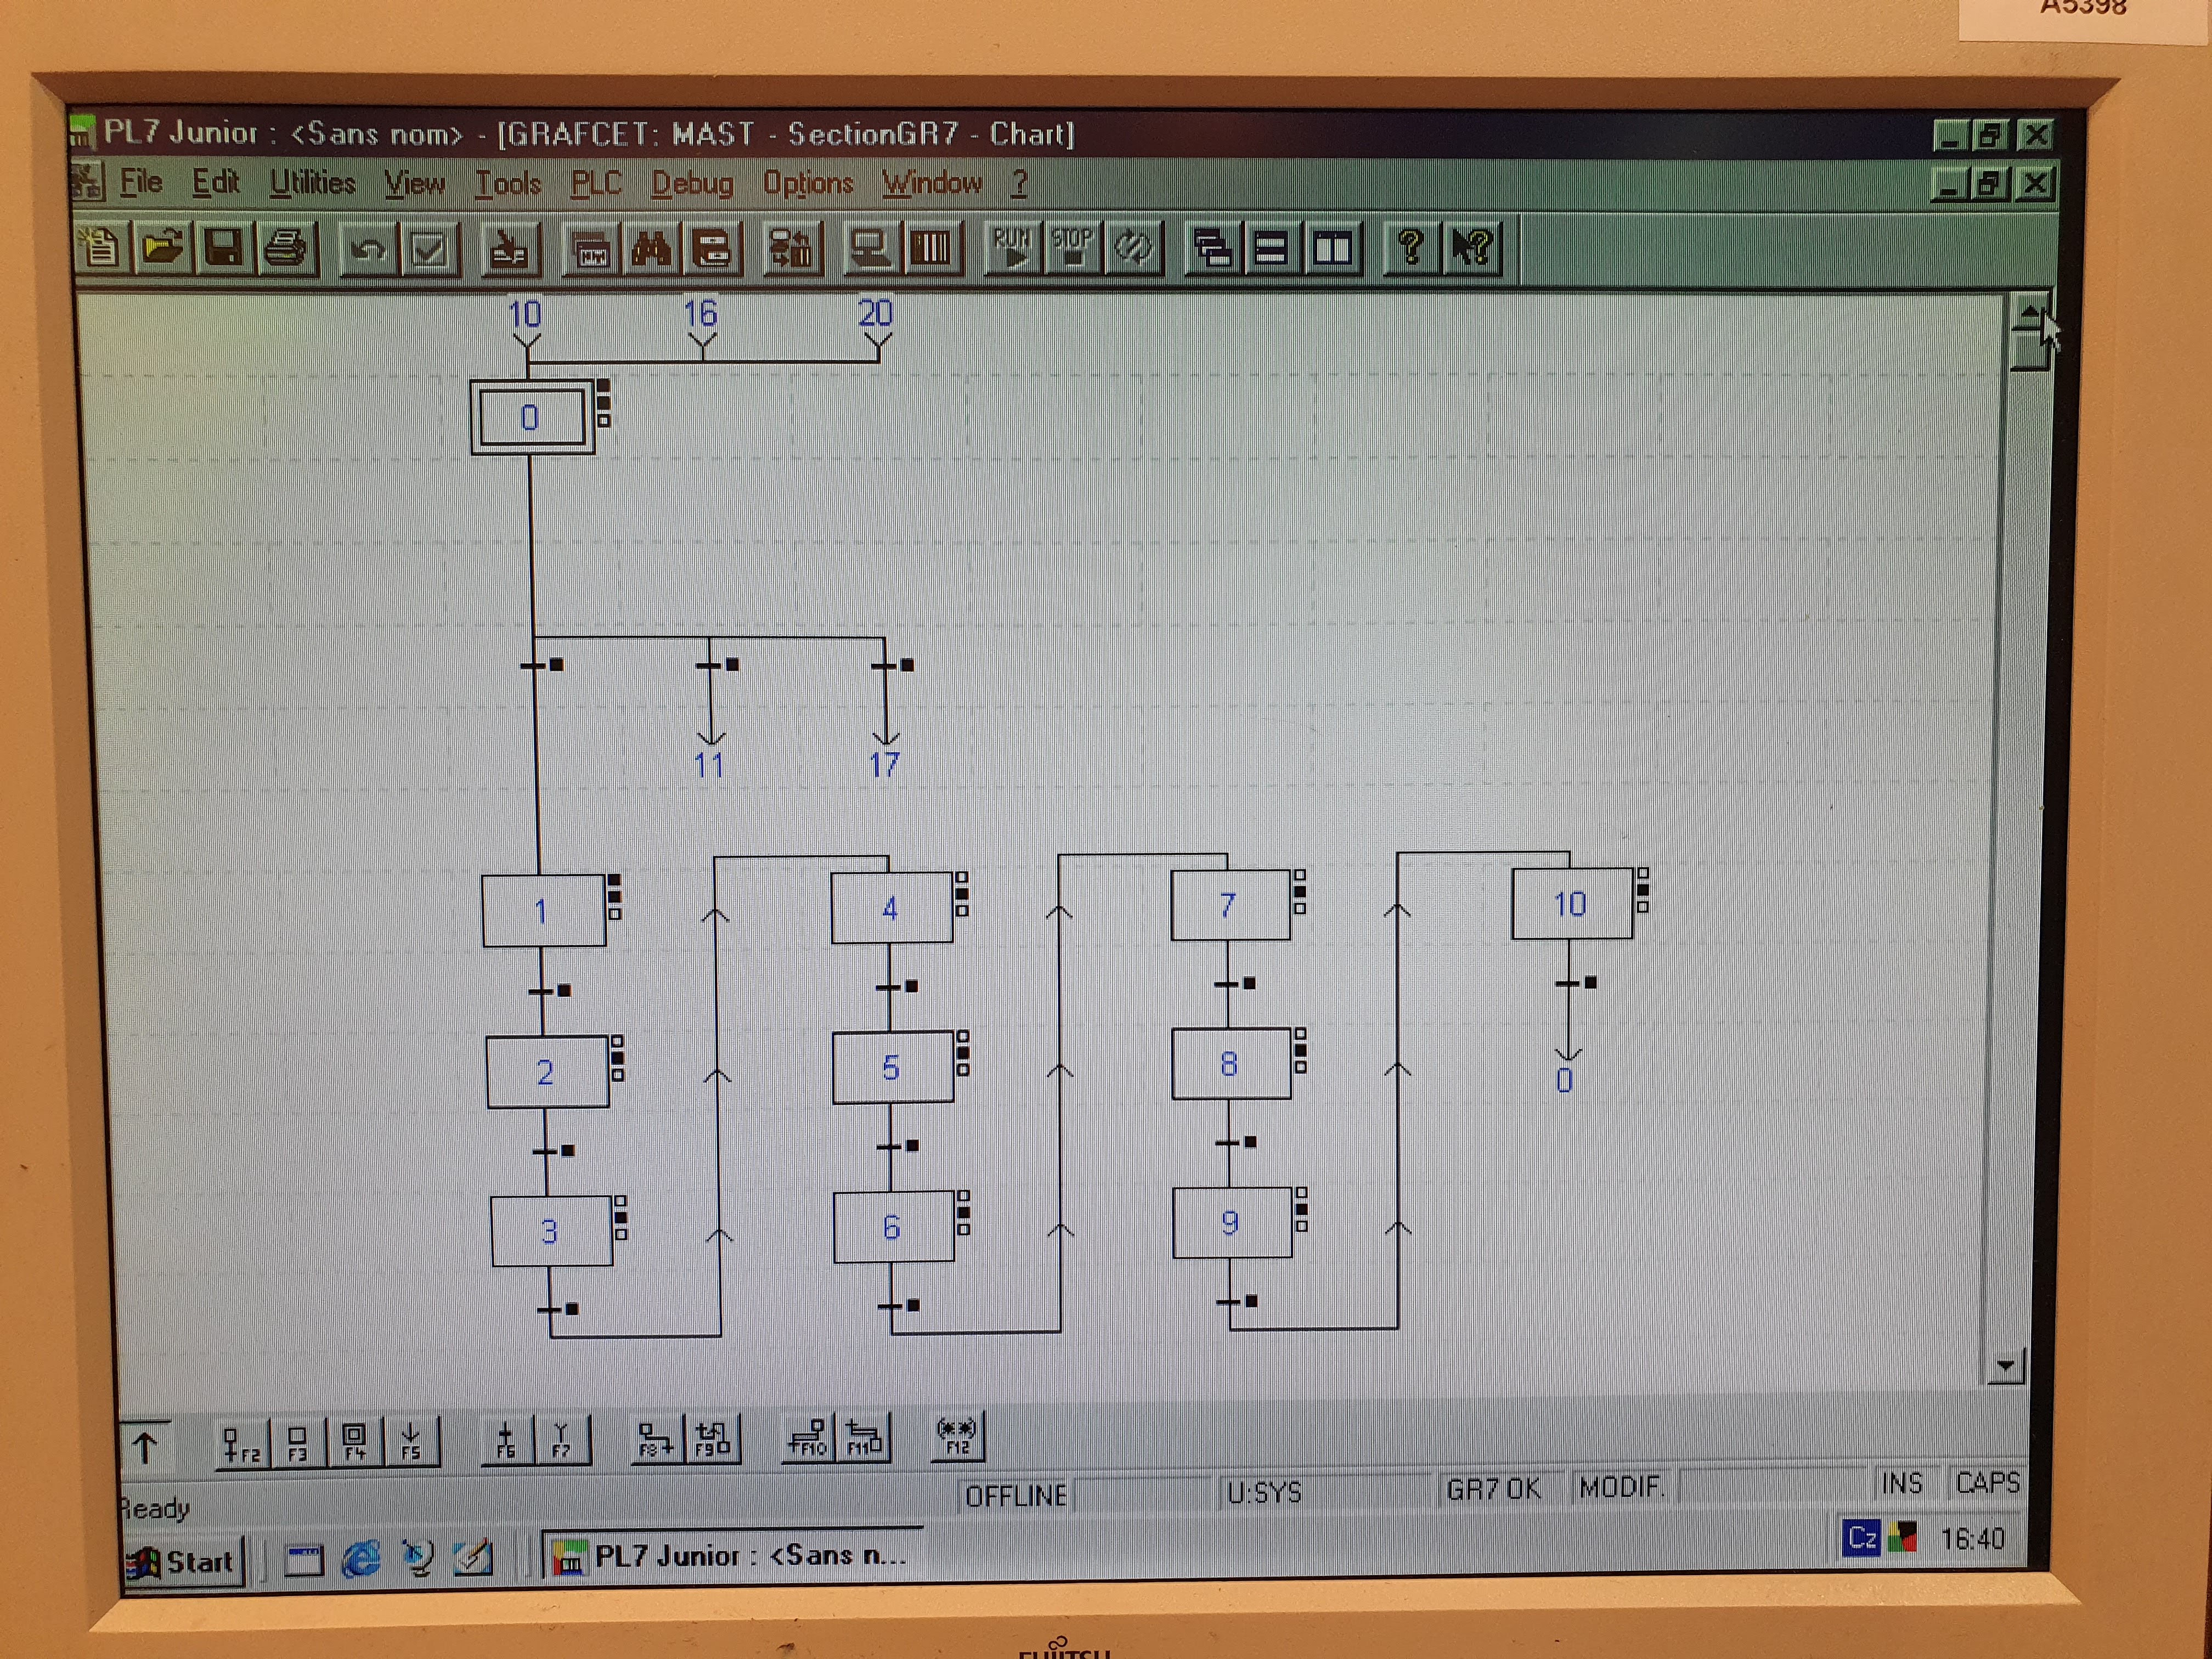 A5398
PL7 Junior : <Sans nom> - [GRAFCET: MAST - SectionGR7 - Chart]
File Edit Utilities View Tools PLC Debug Options Window ?
RUN STOP
10 16 20
0
11 17
1 4 7 10
2 5 8 0
3 6 9
F2 F3 F4 F5 F6 F7 F8 F9 F10 F11 (**) F12
Ready OFFLINE U:SYS GR7 OK MODIF. INS CAPS
Start PL7 Junior : <Sans n... Cz 16:40
FUJITSU